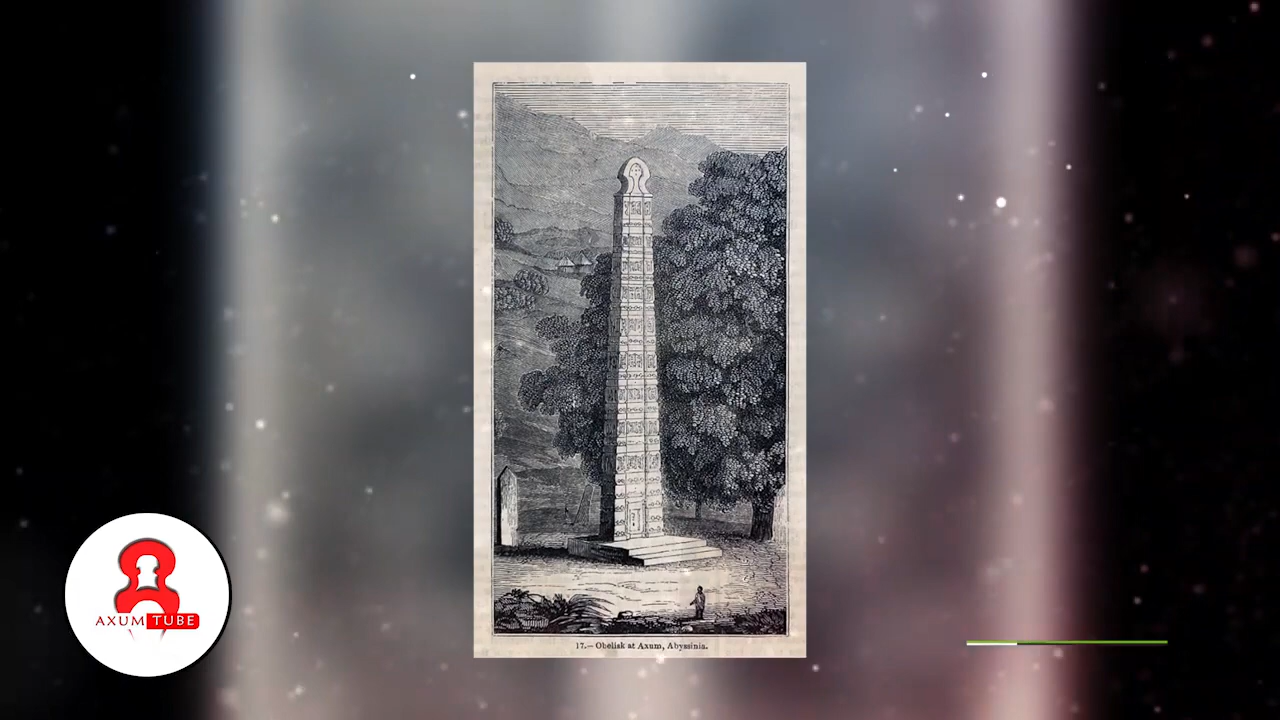 17.— Obelisk at Axum, Abyssinia.
AXUM TUBE